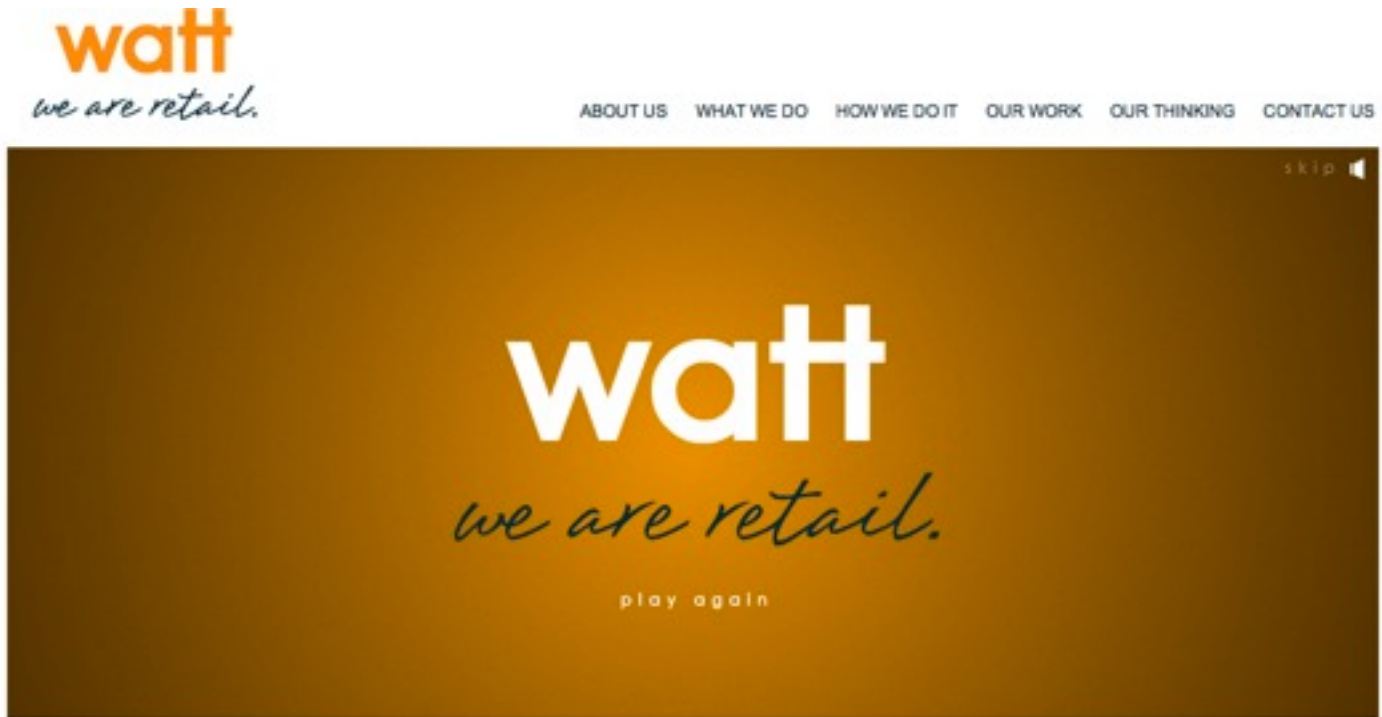 watt
we are retail.
ABOUT US WHAT WE DO HOW WE DO IT OUR WORK OUR THINKING CONTACT US
skip
watt
we are retail.
play again